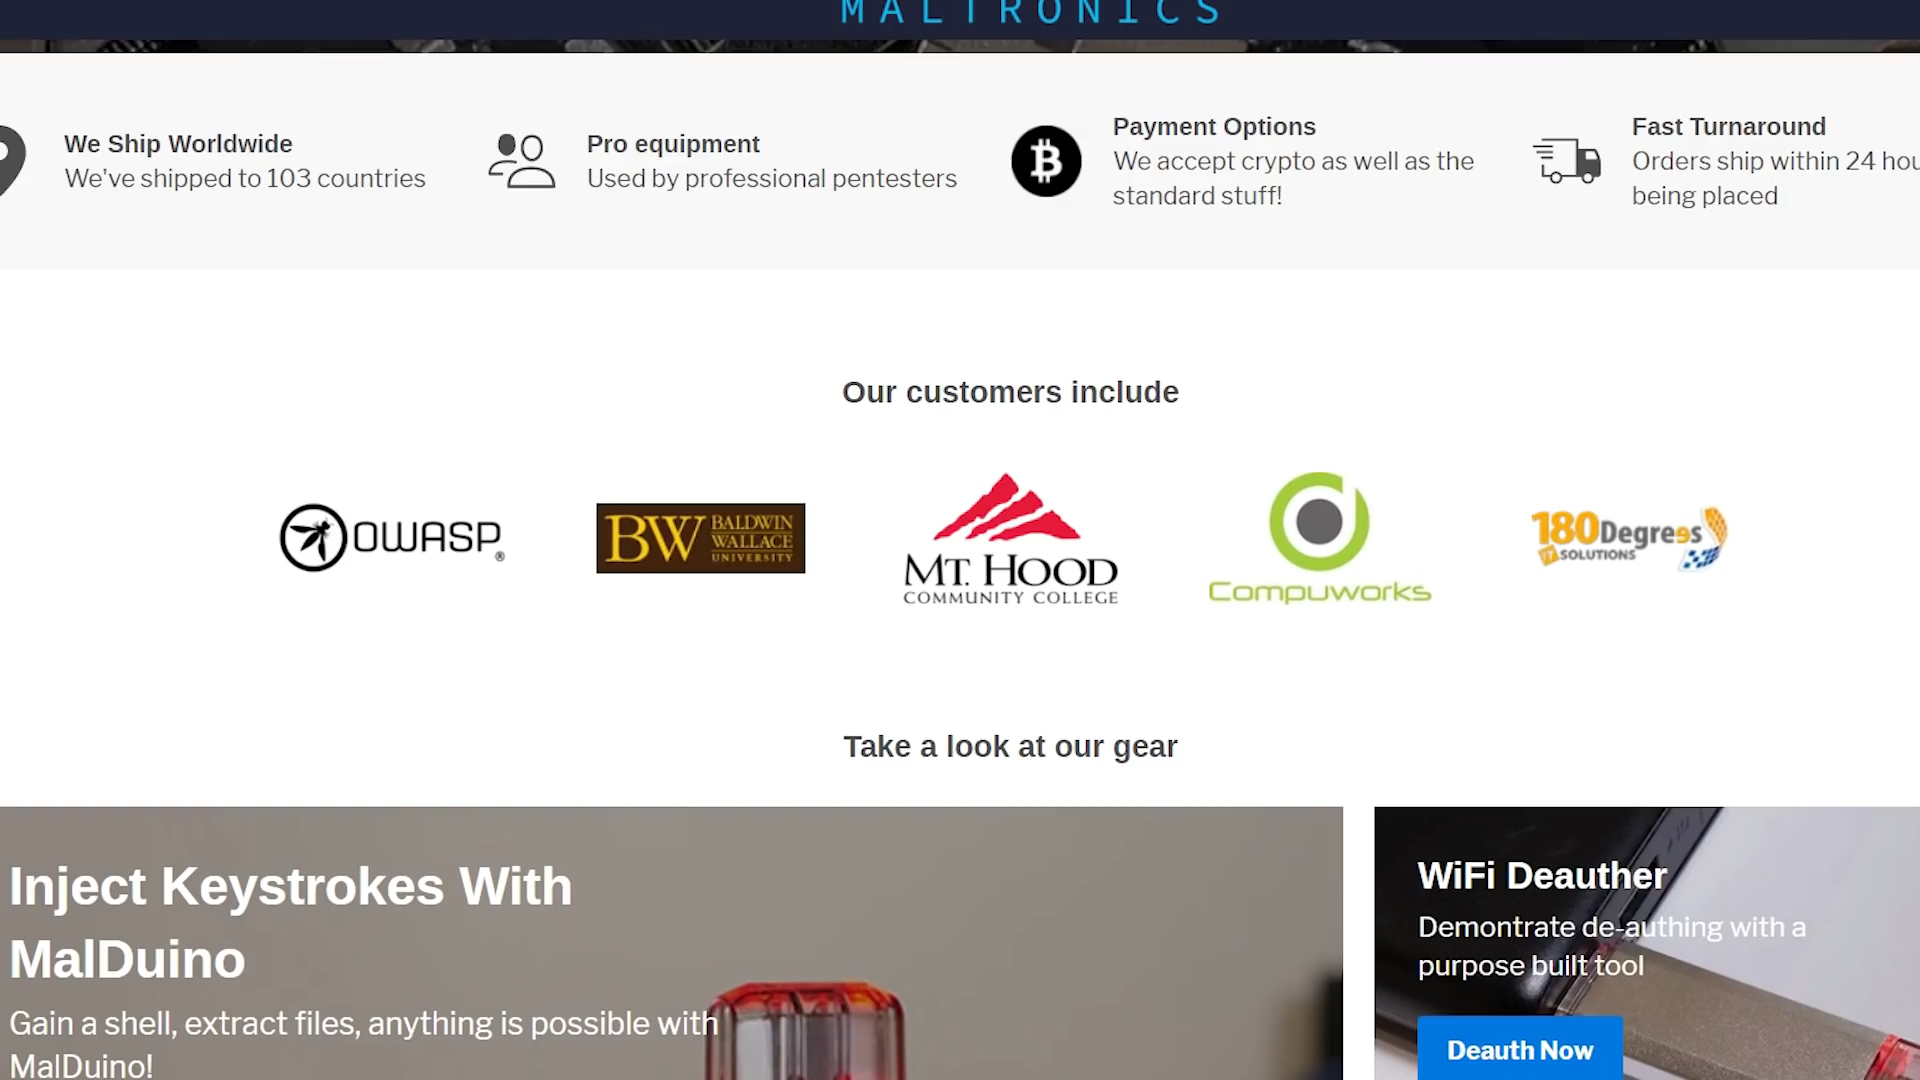 MALTRONICS
We Ship Worldwide
We've shipped to 103 countries
Pro equipment
Used by professional pentesters
Payment Options
We accept crypto as well as the
standard stuff!
Fast Turnaround
Orders ship within 24 hou
being placed
Our customers include
OWASP®
BW BALDWIN
WALLACE
UNIVERSITY
MT. HOOD
COMMUNITY COLLEGE
Compuworks
180Degrees
IT SOLUTIONS
Take a look at our gear
Inject Keystrokes With
MalDuino
Gain a shell, extract files, anything is possible with
MalDuino!
WiFi Deauther
Demontrate de-authing with a
purpose built tool
Deauth Now